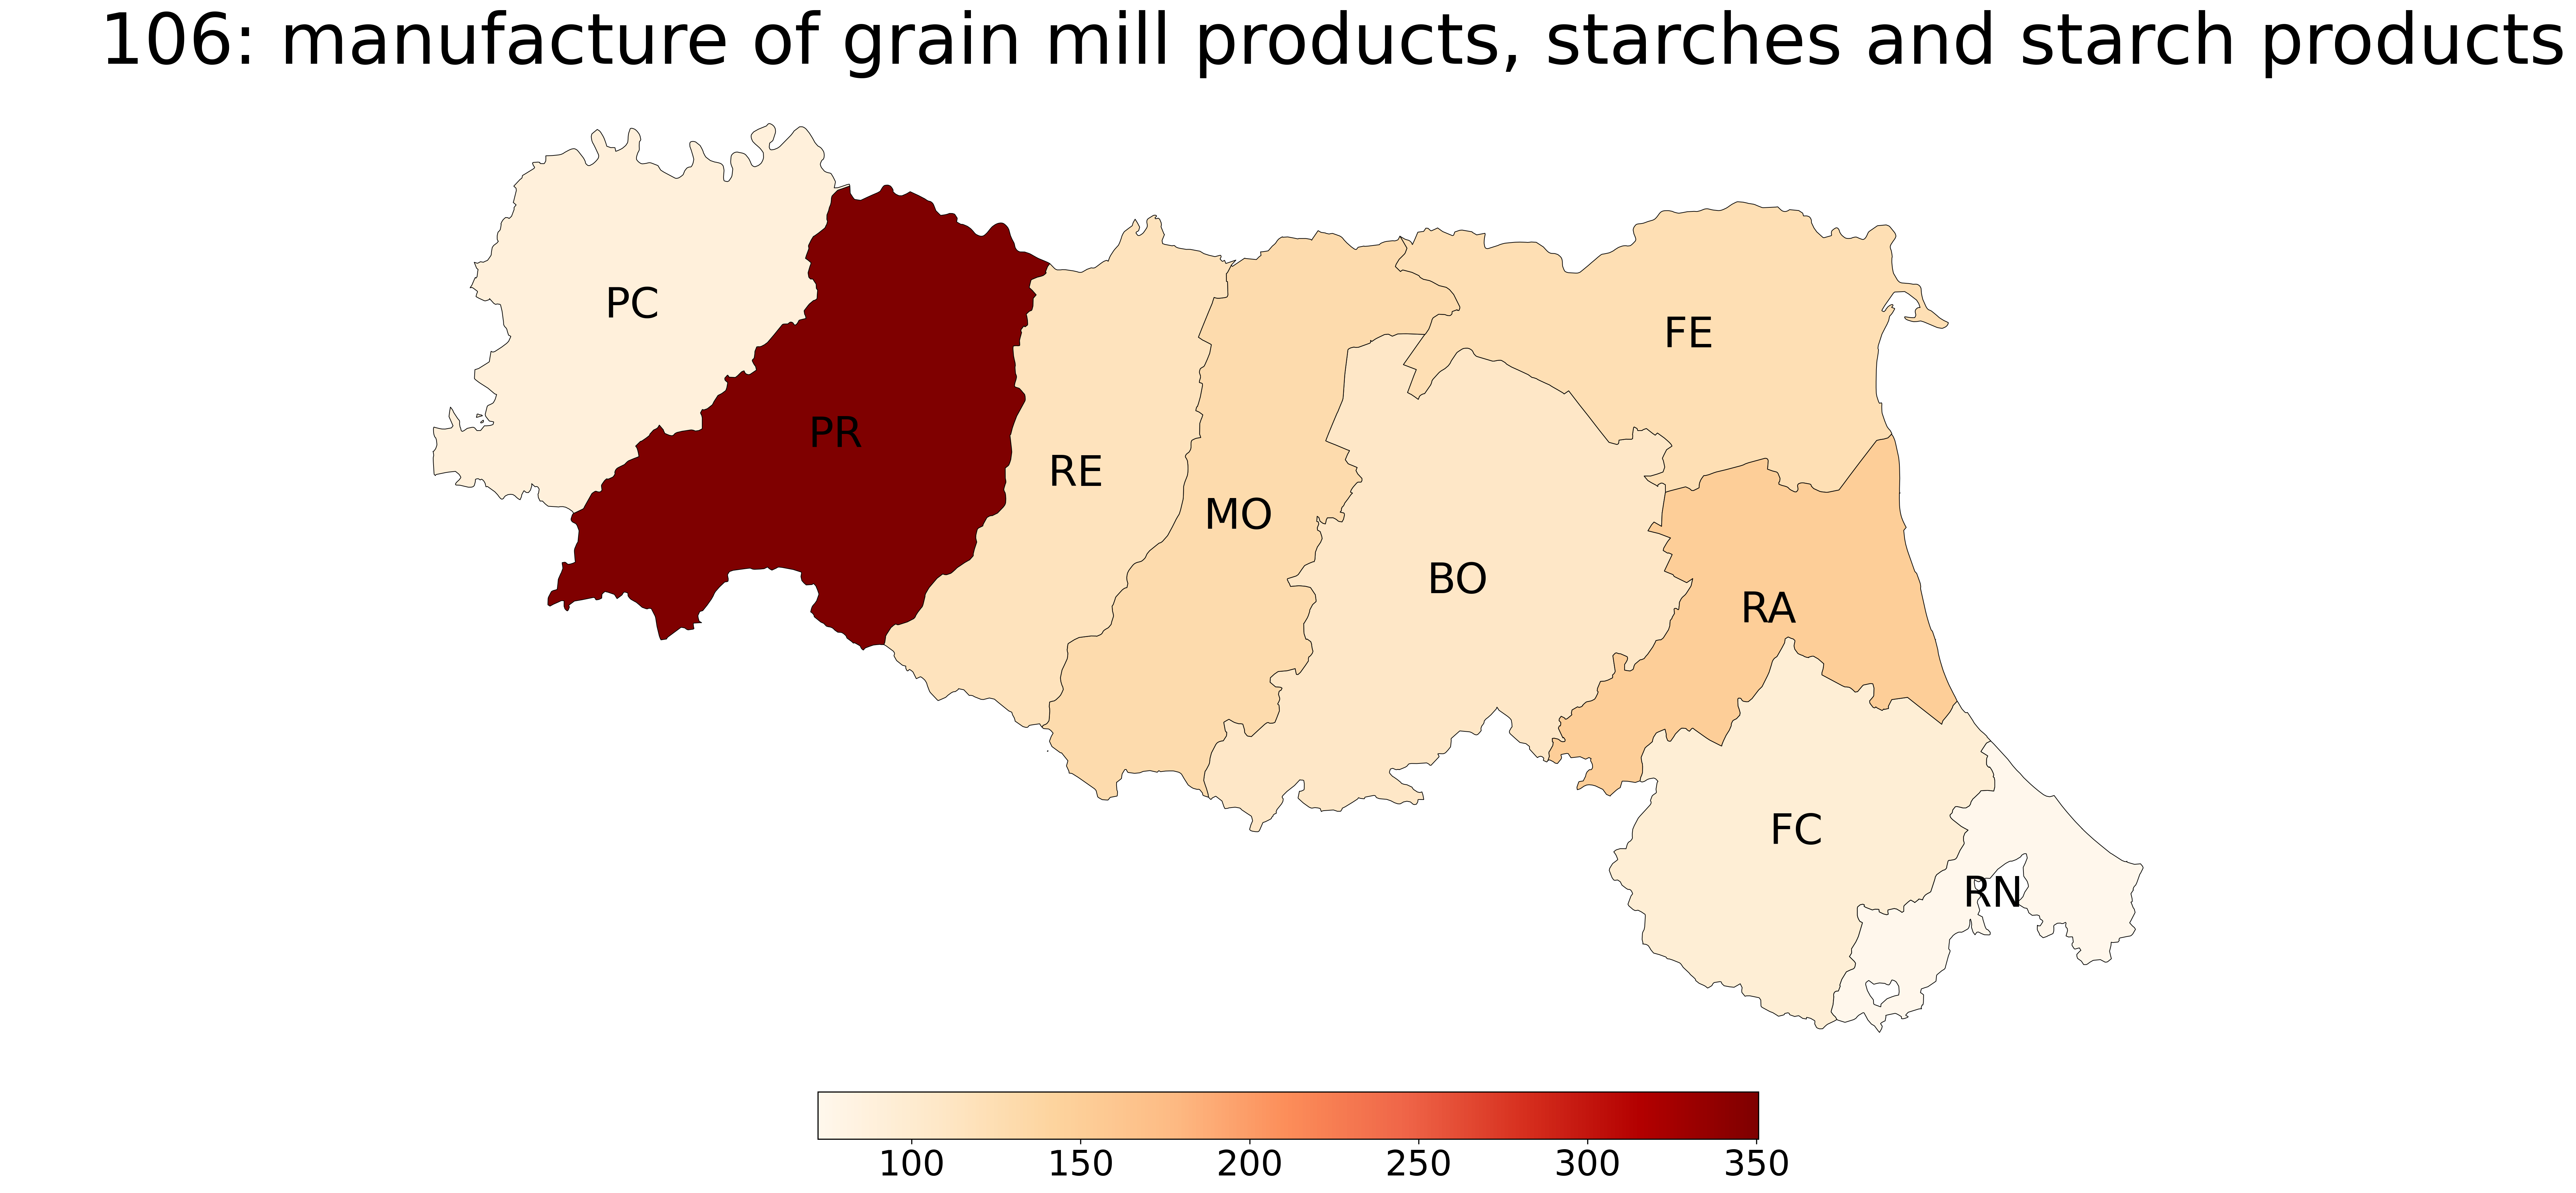 106: manufacture of grain mill products, starches and starch products
PC
FE
PR
RE
MO
BO
RA
FC
RN
100 150 200 250 300 350